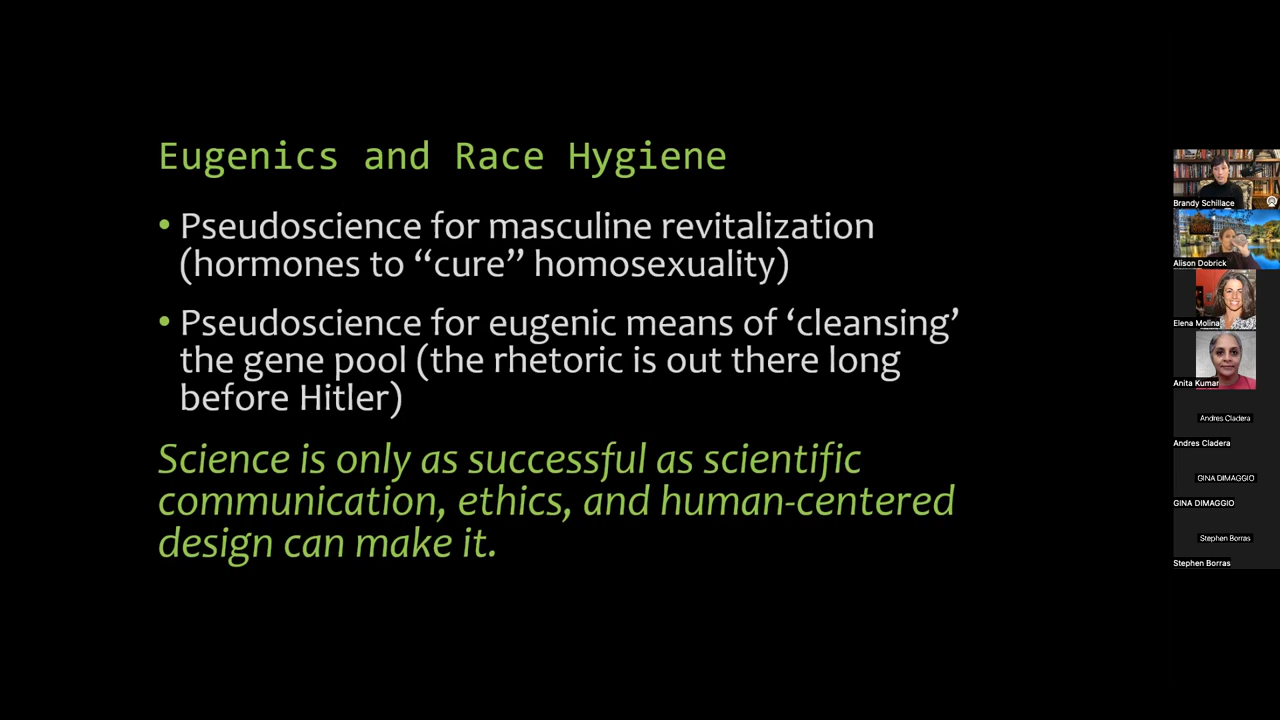 Eugenics and Race Hygiene
• Pseudoscience for masculine revitalization
(hormones to “cure” homosexuality)
• Pseudoscience for eugenic means of ‘cleansing’
the gene pool (the rhetoric is out there long
before Hitler)
Science is only as successful as scientific
communication, ethics, and human-centered
design can make it.
Brandy Schillace
Alison Dobrick
Elena Molina
Anita Kumar
Andres Cladera
Andres Cladera
GINA DIMAGGIO
GINA DIMAGGIO
Stephen Borras
Stephen Borras